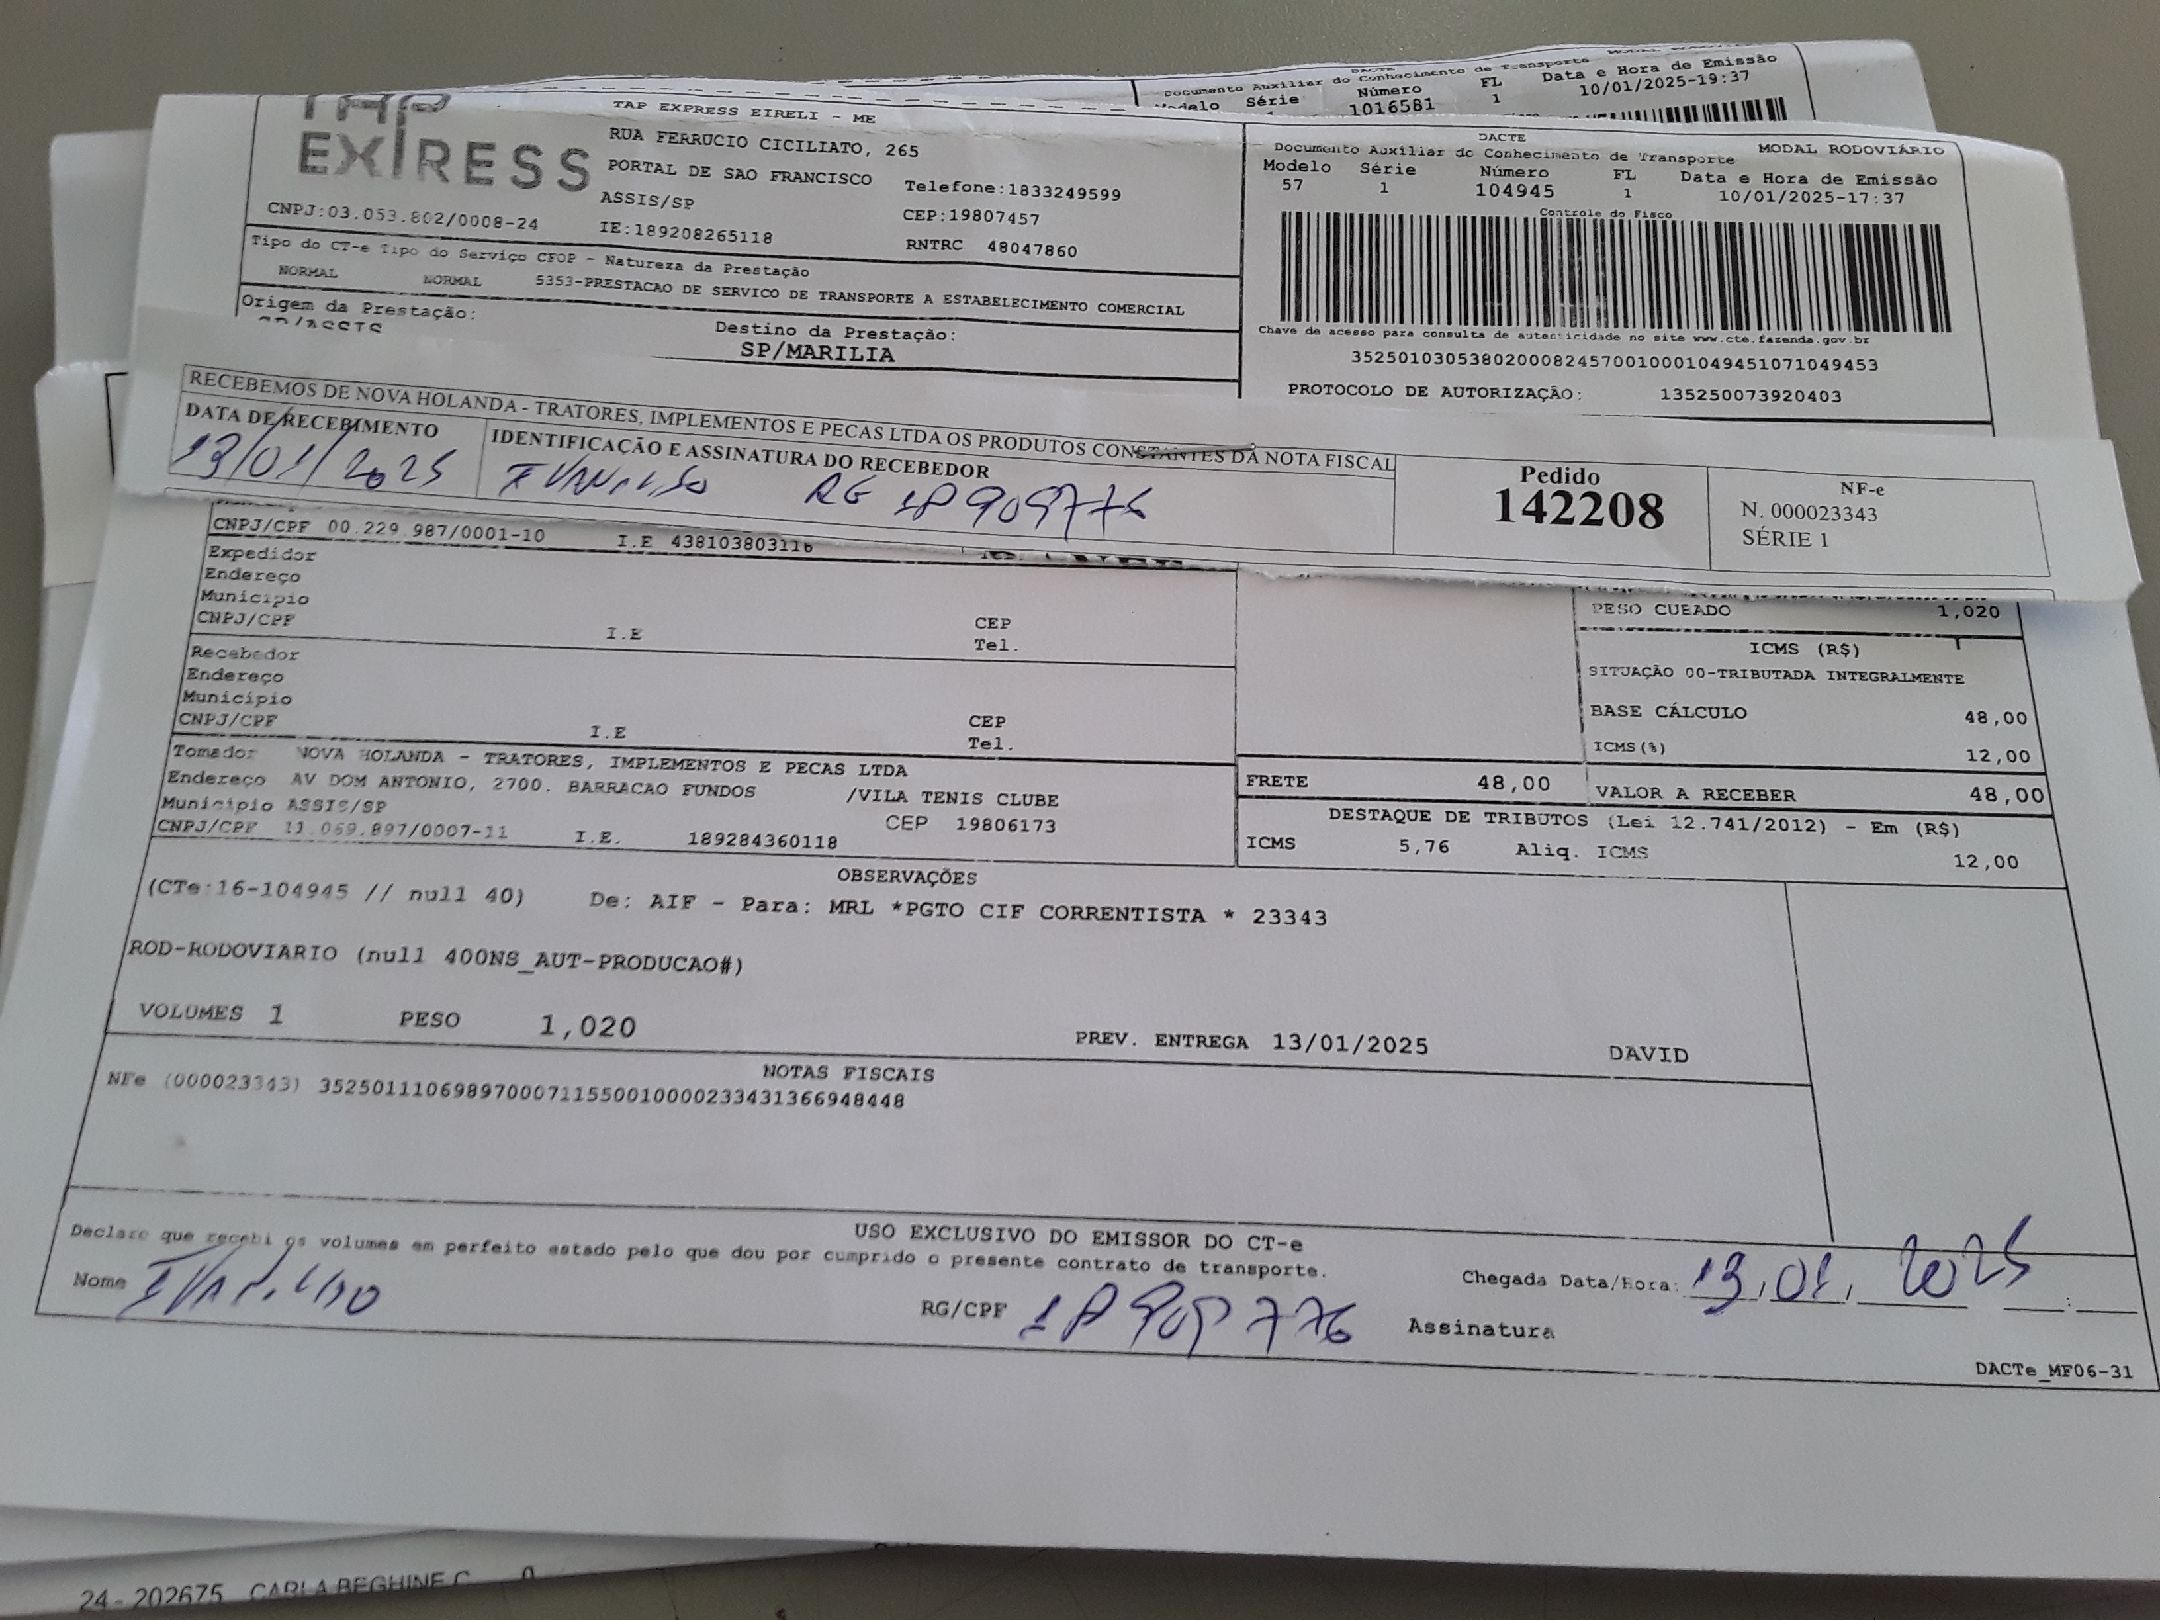 MODAL RODOVIÁRIO
DACTE
Documento Auxiliar do Conhecimento de Transporte
Série Número FL Data e Hora de Emissão
1016581 1 10/01/2025-19:37
TAP
EXPRESS
TAP EXPRESS EIRELI - ME
RUA FERRUCIO CICILIATO, 265
PORTAL DE SAO FRANCISCO Telefone:1833249599
ASSIS/SP CEP:19807457
CNPJ:03.053.802/0008-24 IE:189208265118 RNTRC 48047860
DACTE
Documento Auxiliar do Conhecimento de Transporte MODAL RODOVIÁRIO
Modelo Série Número FL Data e Hora de Emissão
57 1 104945 1 10/01/2025-17:37
Controle do Fisco
Tipo do CT-e Tipo do Serviço CFOP - Natureza da Prestação
NORMAL NORMAL 5353-PRESTACAO DE SERVICO DE TRANSPORTE A ESTABELECIMENTO COMERCIAL
Origem da Prestação: Destino da Prestação:
SP/ASSIS SP/MARILIA
Chave de acesso para consulta de autenticidade no site www.cte.fazenda.gov.br
35250103053802000824570010001049451071049453
PROTOCOLO DE AUTORIZAÇÃO: 135250073920403
RECEBEMOS DE NOVA HOLANDA - TRATORES, IMPLEMENTOS E PECAS LTDA OS PRODUTOS CONSTANTES DA NOTA FISCAL
DATA DE RECEBIMENTO IDENTIFICAÇÃO E ASSINATURA DO RECEBEDOR
13/01/2025 RG 18 909 776
Pedido
142208
NF-e
N. 000023343
SÉRIE 1
CNPJ/CPF 00.229.987/0001-10 I.E 438103803116
Expedidor
Endereço
Município CEP
CNPJ/CPF I.E Tel.
Recebedor
Endereço
Município CEP
CNPJ/CPF I.E Tel.
PESO CUBADO 1,020
ICMS (R$)
SITUAÇÃO 00-TRIBUTADA INTEGRALMENTE
BASE CÁLCULO 48,00
ICMS(%) 12,00
Tomador NOVA HOLANDA - TRATORES, IMPLEMENTOS E PECAS LTDA
Endereço AV DOM ANTONIO, 2700. BARRACAO FUNDOS /VILA TENIS CLUBE
Município ASSIS/SP CEP 19806173
CNPJ/CPF 11.069.897/0007-11 I.E. 189284360118
FRETE 48,00 VALOR A RECEBER 48,00
DESTAQUE DE TRIBUTOS (Lei 12.741/2012) - Em (R$)
ICMS 5,76 Aliq. ICMS 12,00
OBSERVAÇÕES
(CTe:16-104945 // null 40) De: AIF - Para: MRL *PGTO CIF CORRENTISTA * 23343
ROD-RODOVIARIO (null 400NS_AUT-PRODUCAO#)
VOLUMES 1 PESO 1,020 PREV. ENTREGA 13/01/2025 DAVID
NOTAS FISCAIS
NFe (000023343) 35250111069897000711550010000233431366948448
USO EXCLUSIVO DO EMISSOR DO CT-e
Declaro que recebi os volumes em perfeito estado pelo que dou por cumprido o presente contrato de transporte.
Nome RG/CPF 18 909 776 Chegada Data/Hora: 13,01, 2025 :
Assinatura
DACTe_MF06-31
24 - 202675 CARLA BEGHINE C